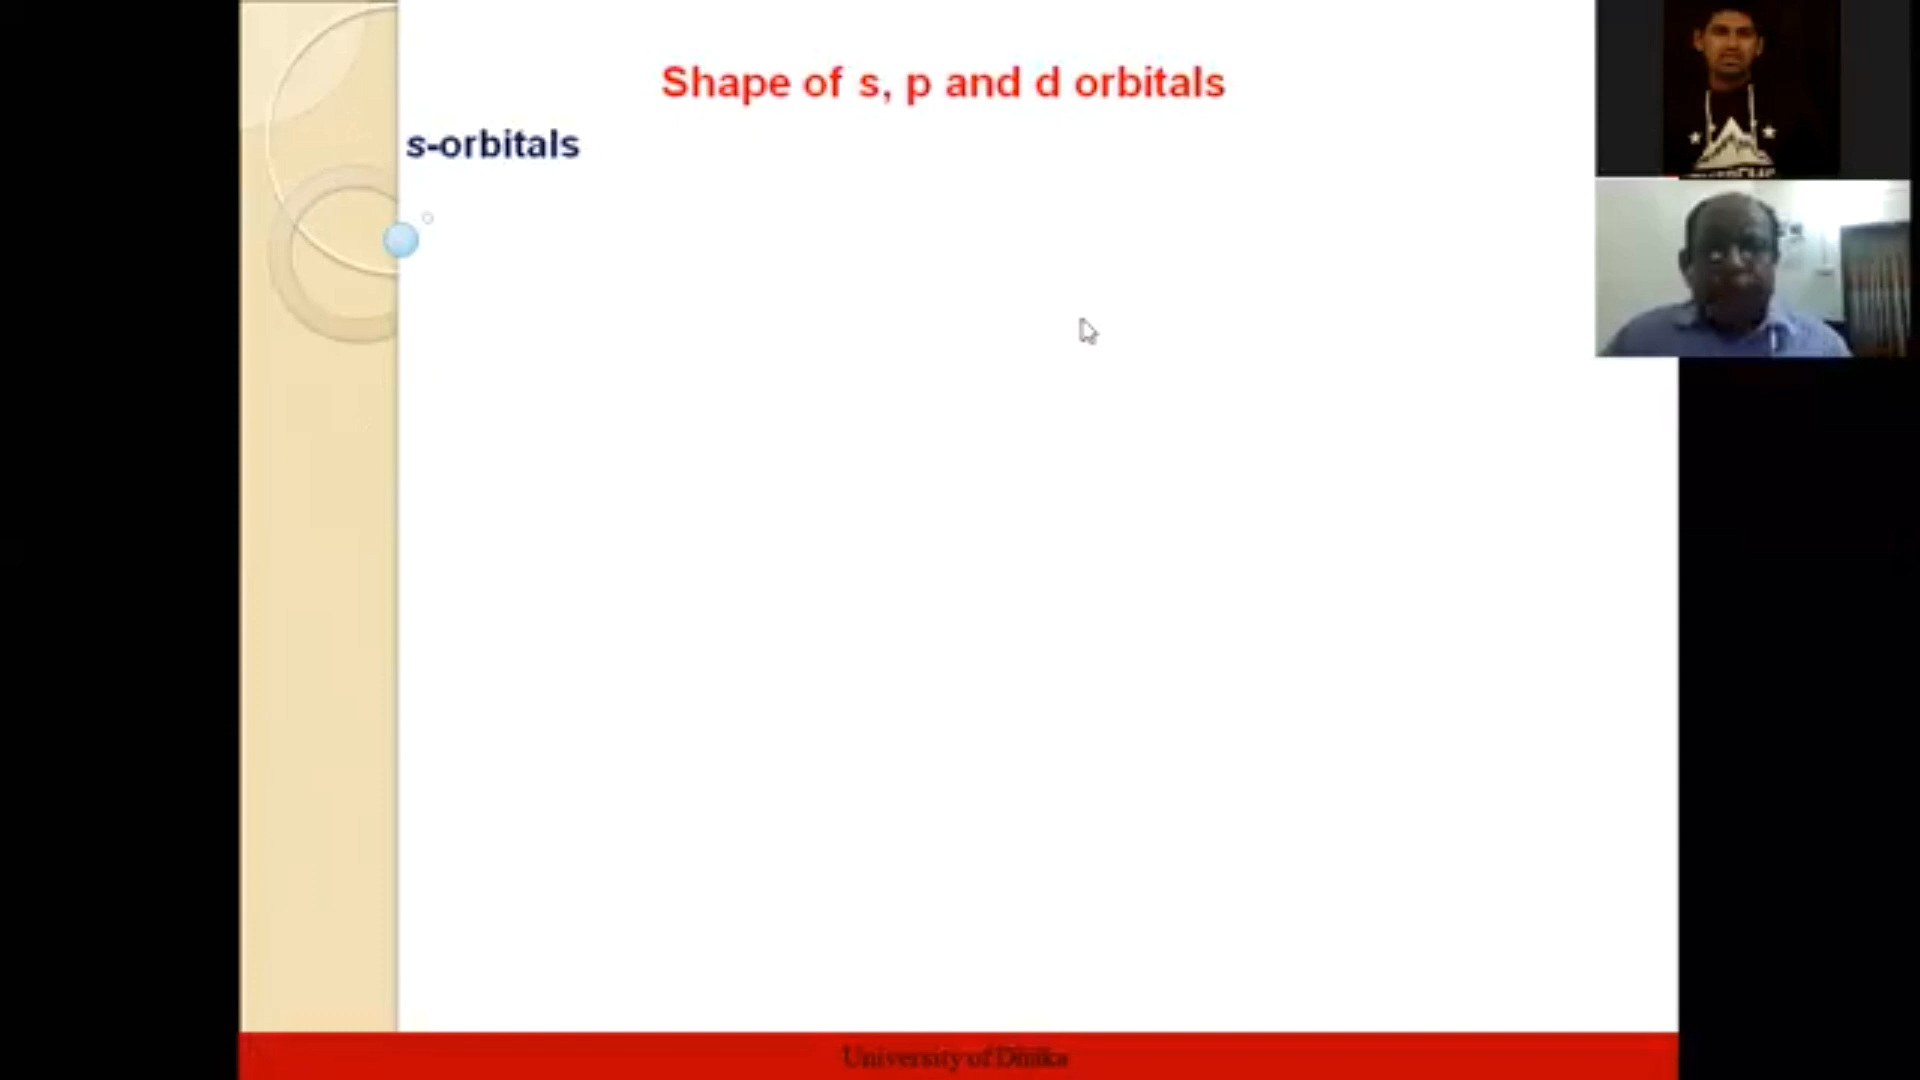 Shape of s, p and d orbitals
s-orbitals
University of Dhaka